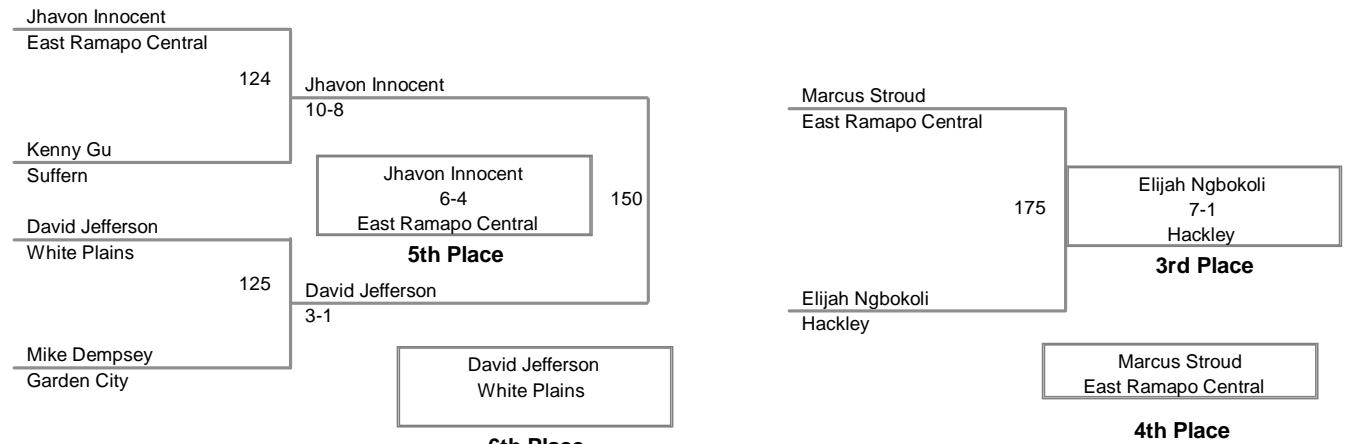 Jhavon Innocent
East Ramapo Central
124
Jhavon Innocent
10-8
Kenny Gu
Suffern
Jhavon Innocent
6-4
East Ramapo Central
5th Place
150
David Jefferson
White Plains
125
David Jefferson
3-1
Mike Dempsey
Garden City
David Jefferson
White Plains
6th Place
Marcus Stroud
East Ramapo Central
175
Elijah Ngbokoli
7-1
Hackley
3rd Place
Elijah Ngbokoli
Hackley
Marcus Stroud
East Ramapo Central
4th Place